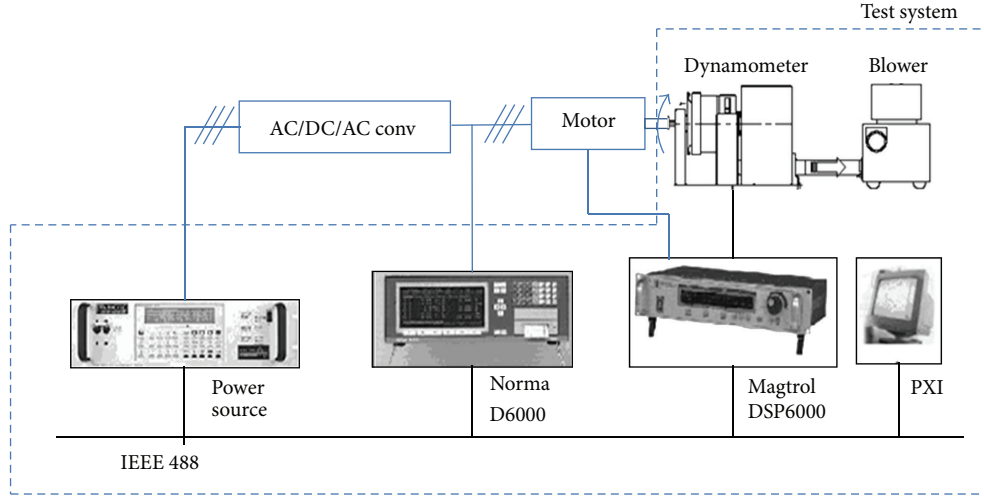 Test system
Dynamometer
Blower
AC/DC/AC conv
Motor
Power
source
Norma
D6000
Magtrol
DSP6000
PXI
IEEE 488